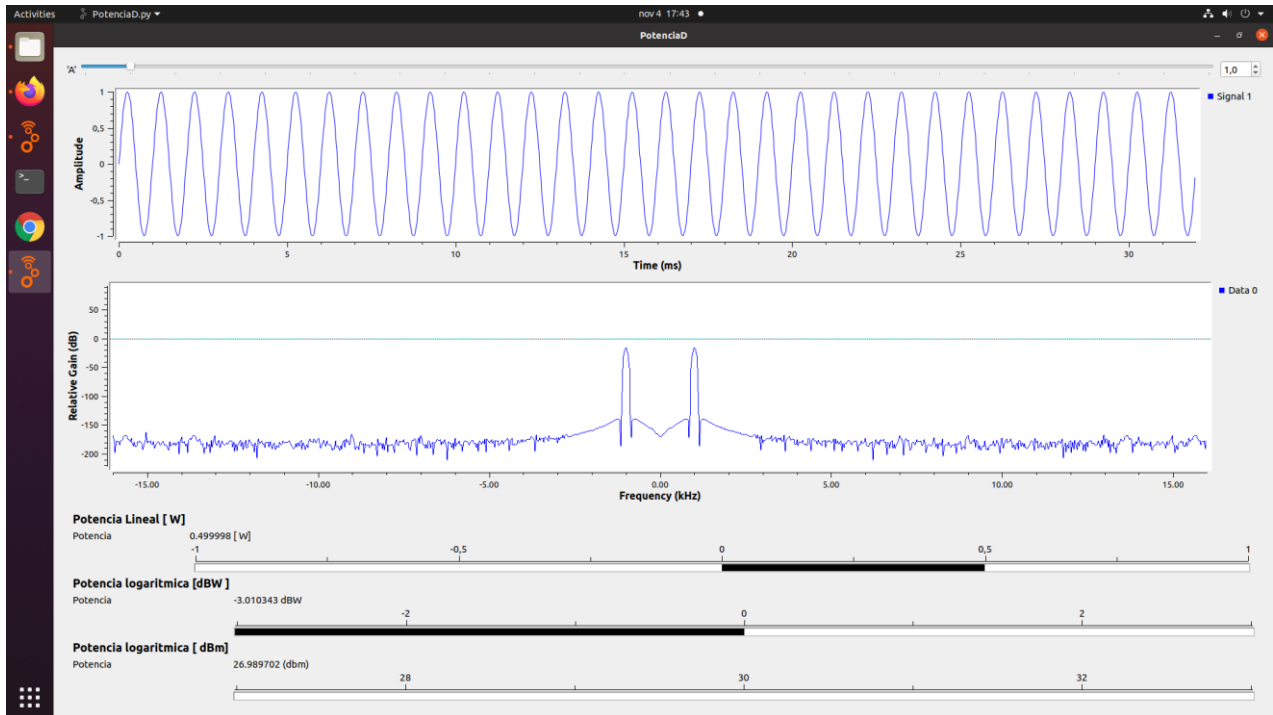 Activities PotenciaD.py nov 4 17:43
PotenciaD
'A' 1,0
Signal 1
Amplitude
1
0,5
0
-0,5
-1
0 5 10 15 20 25 30
Time (ms)
Data 0
Relative Gain (dB)
50
0
-50
-100
-150
-200
-15.00 -10.00 -5.00 0.00 5.00 10.00 15.00
Frequency (kHz)
Potencia Lineal [ W]
Potencia 0.499998 [ W]
-1 -0,5 0 0,5 1
Potencia logaritmica [dBW ]
Potencia -3.010343 dBW
-2 0 2
Potencia logaritmica [ dBm]
Potencia 26.989702 (dbm)
28 30 32